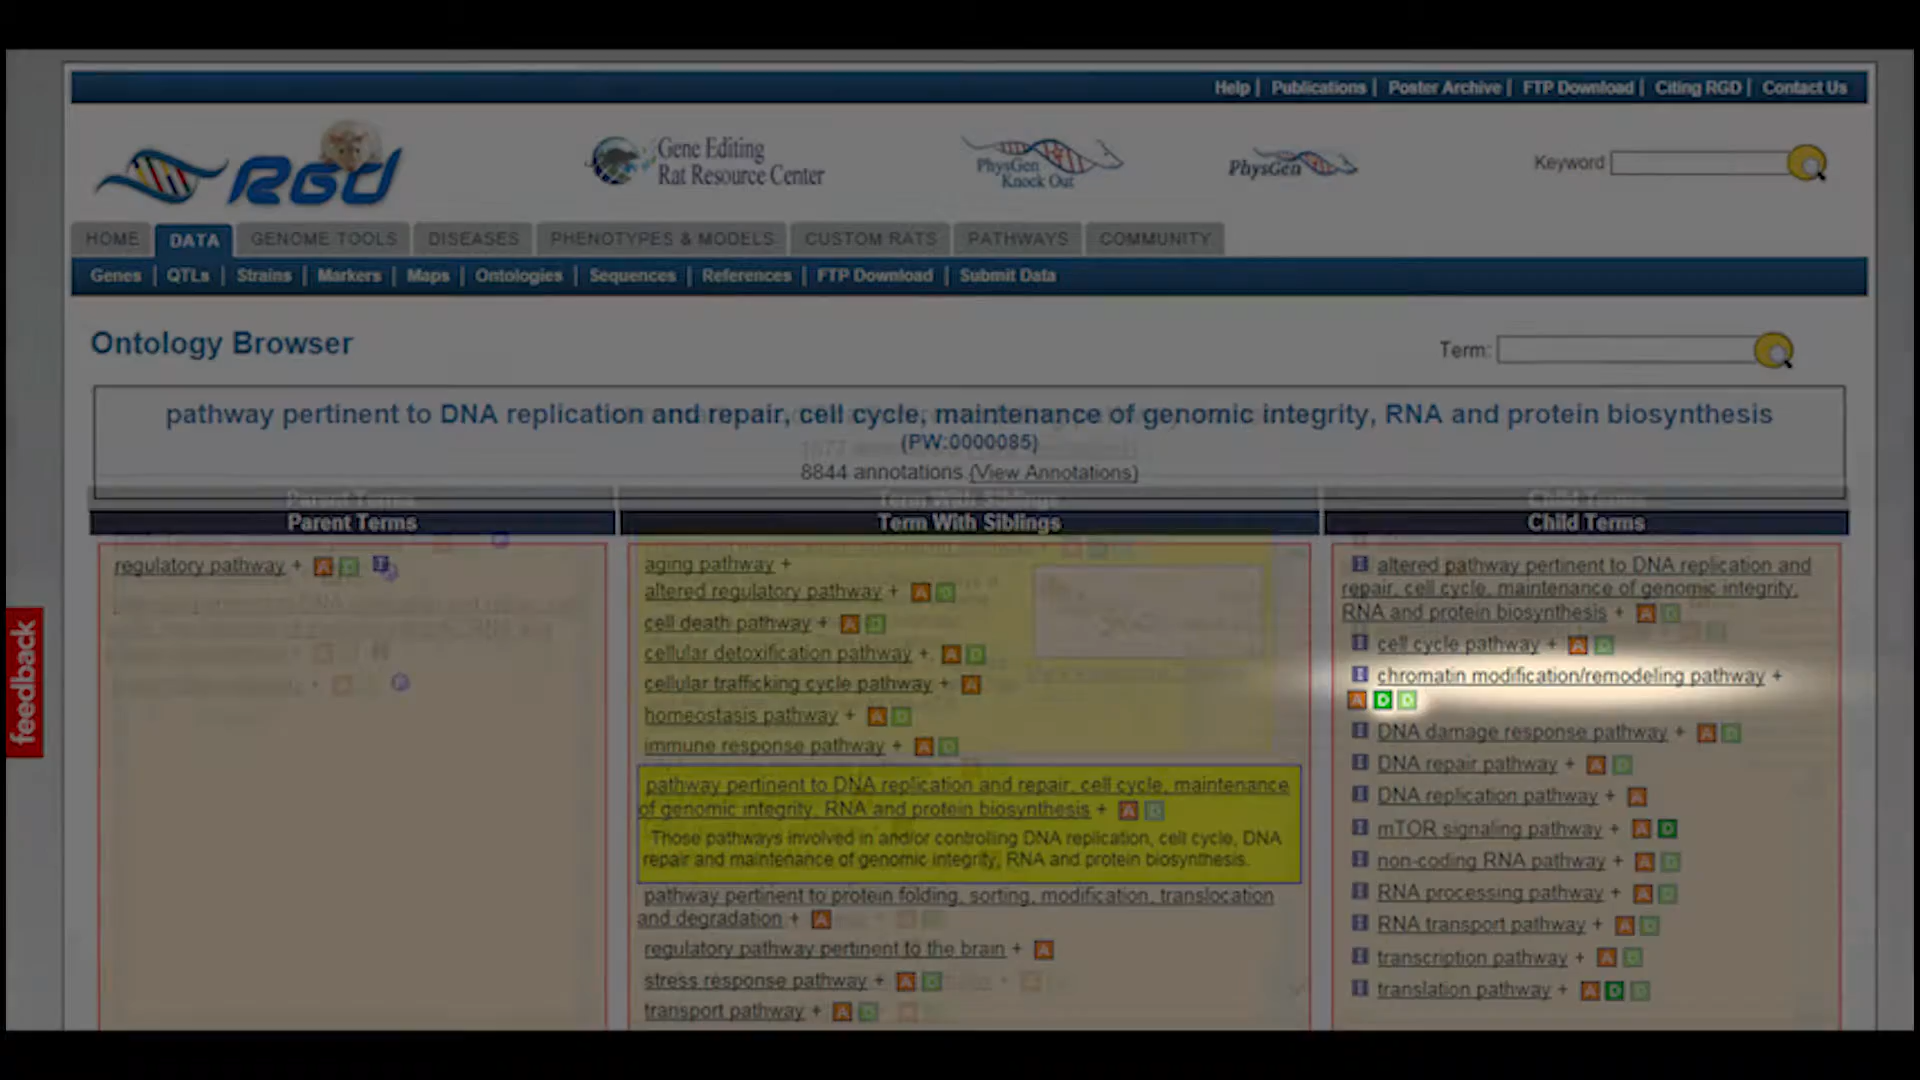 Help | Publications | Poster Archive | FTP Download | Citing RGD | Contact Us
RGD
Gene Editing
Rat Resource Center
PhysGen
Knock Out
PhysGen
Keyword
HOME DATA GENOME TOOLS DISEASES PHENOTYPES & MODELS CUSTOM RATS PATHWAYS COMMUNITY
Genes | QTLs | Strains | Markers | Maps | Ontologies | Sequences | References | FTP Download | Submit Data
Ontology Browser
Term:
pathway pertinent to DNA replication and repair, cell cycle, maintenance of genomic integrity, RNA and protein biosynthesis
(PW:0000085)
8844 annotations (View Annotations)
Parent Terms
regulatory pathway + A D
Term With Siblings
aging pathway +
altered regulatory pathway + A D
cell death pathway + A D
cellular detoxification pathway + A D
cellular trafficking cycle pathway + A
homeostasis pathway + A D
immune response pathway + A D
pathway pertinent to DNA replication and repair, cell cycle, maintenance
of genomic integrity, RNA and protein biosynthesis + A D
Those pathways involved in and/or controlling DNA replication, cell cycle, DNA
repair and maintenance of genomic integrity, RNA and protein biosynthesis.
pathway pertinent to protein folding, sorting, modification, translocation
and degradation + A
regulatory pathway pertinent to the brain + A
stress response pathway + A D
transport pathway + A D
Child Terms
altered pathway pertinent to DNA replication and
repair, cell cycle, maintenance of genomic integrity,
RNA and protein biosynthesis + A D
cell cycle pathway + A D
chromatin modification/remodeling pathway +
A D D
DNA damage response pathway + A D
DNA repair pathway + A D
DNA replication pathway + A
mTOR signaling pathway + A D
non-coding RNA pathway + A D
RNA processing pathway + A D
RNA transport pathway + A D
transcription pathway + A D
translation pathway + A D D
feedback